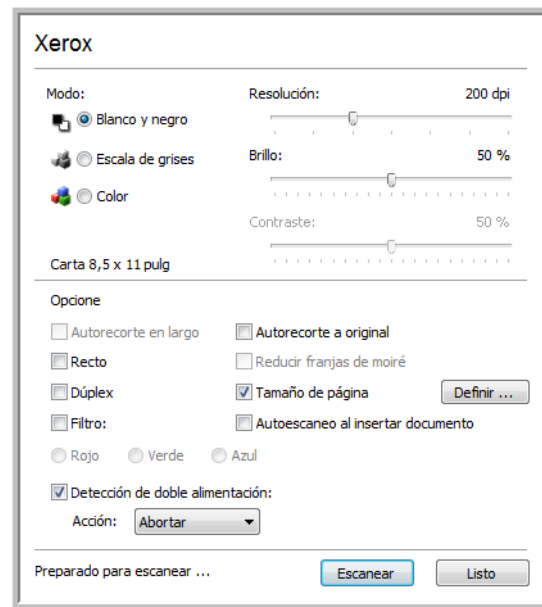 Xerox
Modo: Resolución: 200 dpi
Blanco y negro
Escala de grises Brillo: 50 %
Color
Contraste: 50 %
Carta 8,5 x 11 pulg
Opcione
Autorecorte en largo Autorecorte a original
Recto Reducir franjas de moiré
Dúplex Tamaño de página Definir ...
Filtro: Autoescaneo al insertar documento
Rojo Verde Azul
Detección de doble alimentación:
Acción: Abortar
Preparado para escanear ... Escanear Listo